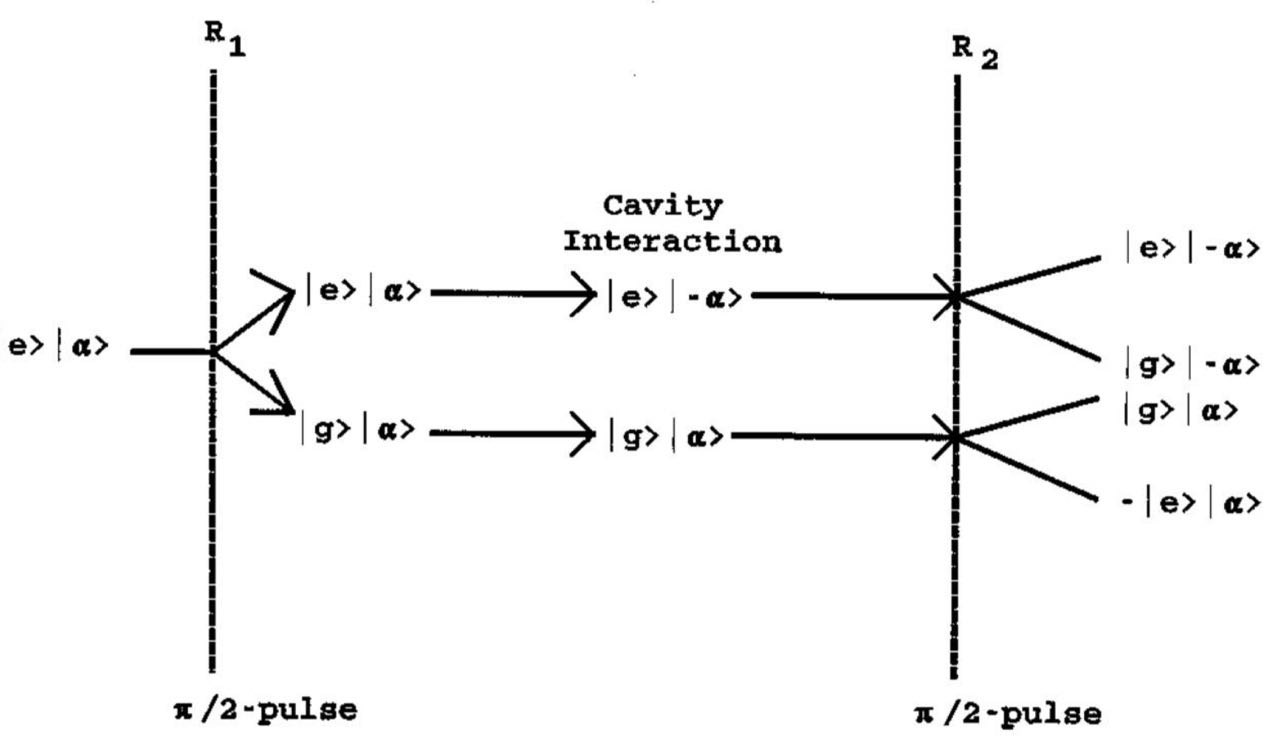 R₁
R₂
Cavity
Interaction
e>|α>
|e>|α>
|e>|-α>
|e>|-α>
|g>|-α>
|g>|α>
|g>|α>
|g>|α>
-|e>|α>
π/2-pulse
π/2-pulse